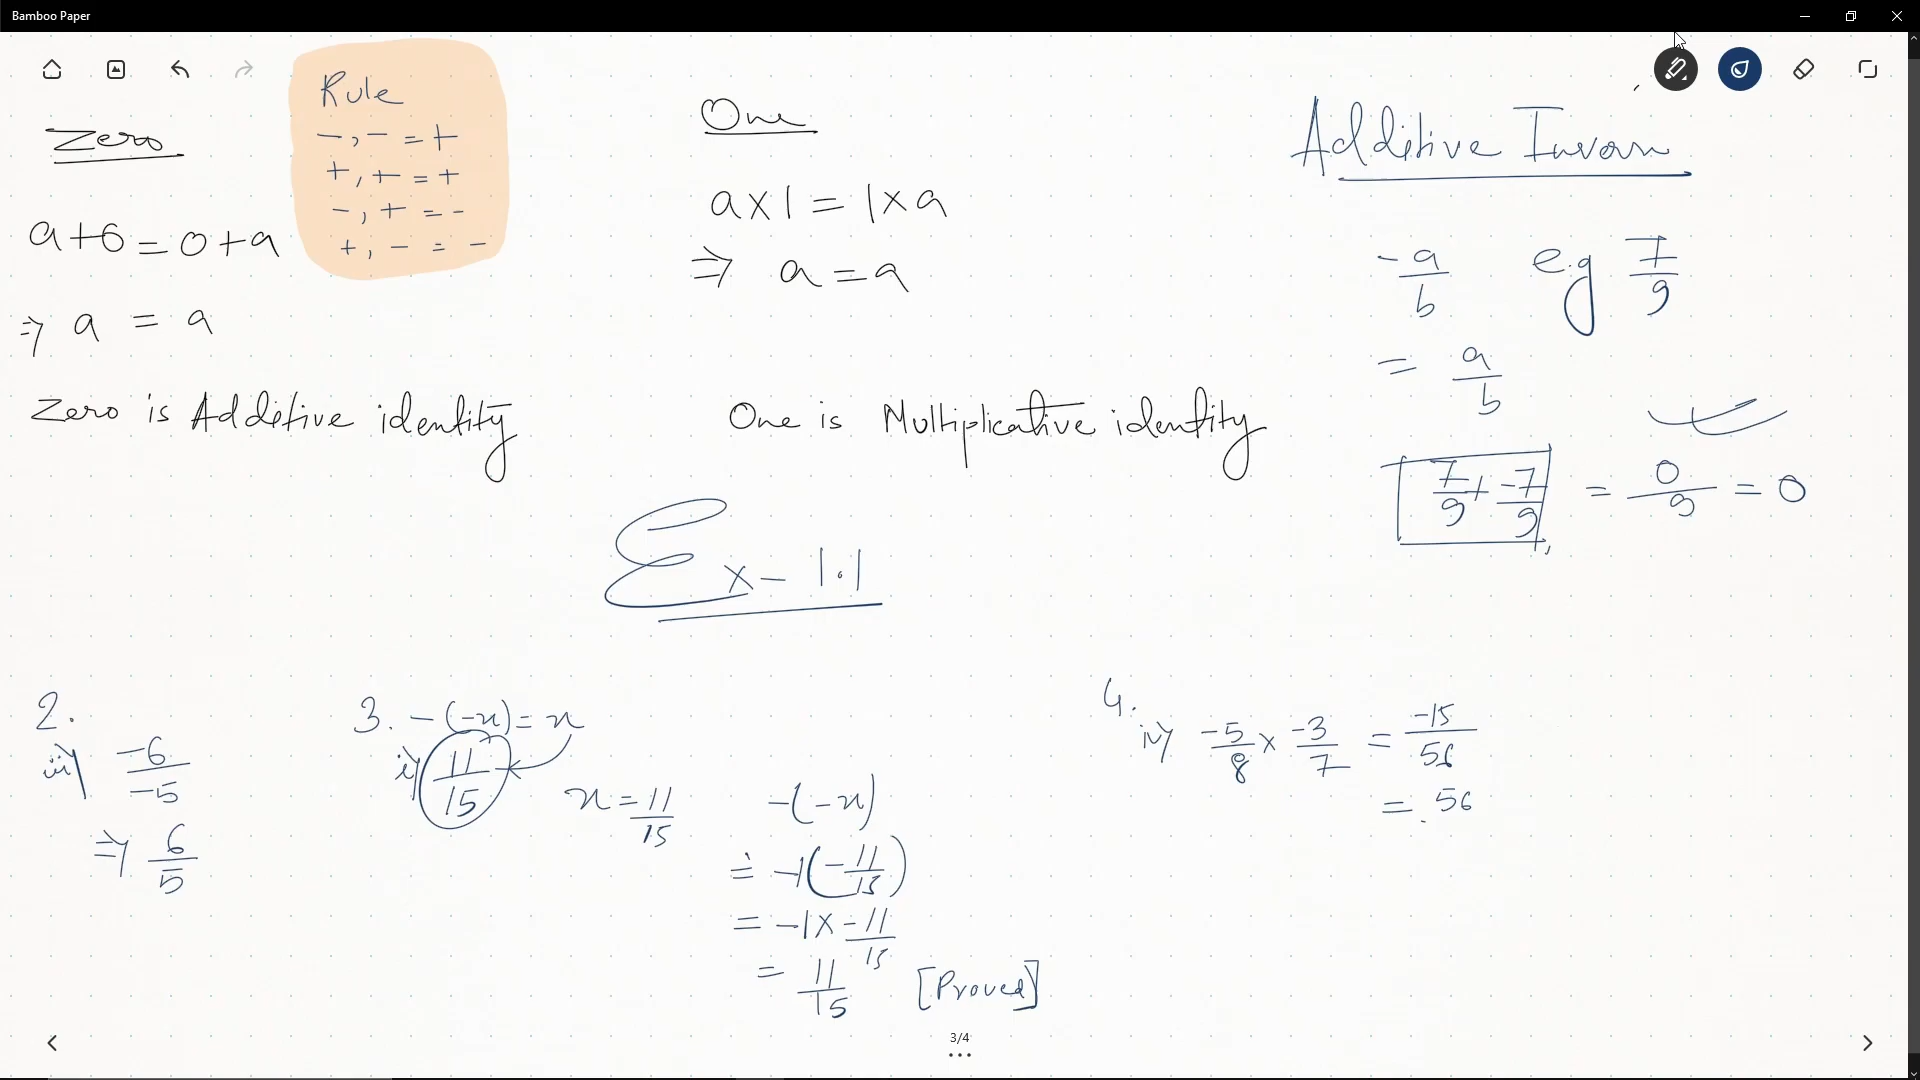 Bamboo Paper
Rule
-, - = +
+, + = +
-, + = -
+, - = -
Zero
a+0=0+a
⇒ a = a
Zero is Additive identity
One
a×1=1×a
⇒ a=a
One is Multiplicative identity
Additive
-a/b e.g 7/9
= a/b
7/9 + -7/9 = 0/9 = 0
Ex-1.1
2.
iii) -6/-5
⇒ 6/5
3. -(-x)=x
i) 11/15
x = 11/15
-(-x)
= -1(-11/15)
= -1× -11/15
= 11/15 [Proved]
4.
iv) -5/8 × -3/7 = -15/56
= 56
3/4